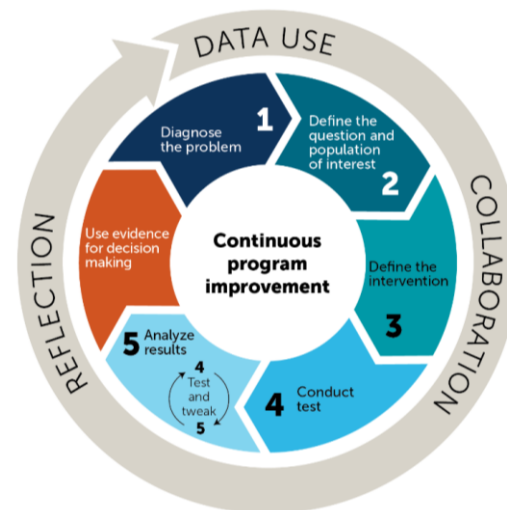 DATA USE
COLLABORATION
REFLECTION
Continuous
program
improvement
1
Diagnose
the problem
Define the
question and
population
of interest
2
Define the
intervention
3
4
Conduct
test
5
Analyze
results
4
Test
and
tweak
5
Use evidence
for decision
making